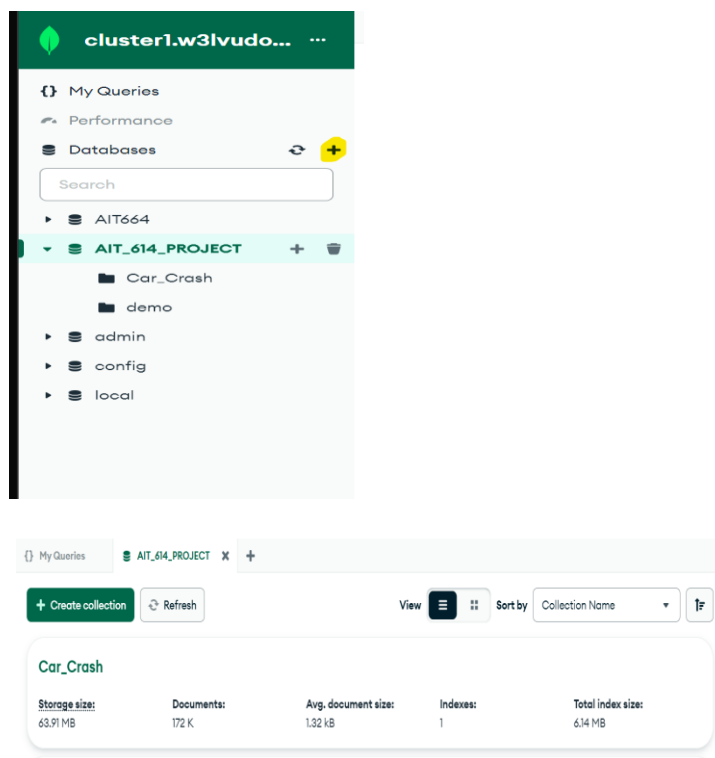 cluster1.w3lvudo... ...
{} My Queries
Performance
Databases
Search
AIT664
AIT_614_PROJECT
Car_Crash
demo
admin
config
local
{} My Queries AIT_614_PROJECT X +
+ Create collection Refresh View Sort by Collection Name
Car_Crash
Storage size: Documents: Avg. document size: Indexes: Total index size:
63.91 MB 172 K 1.32 kB 1 6.14 MB